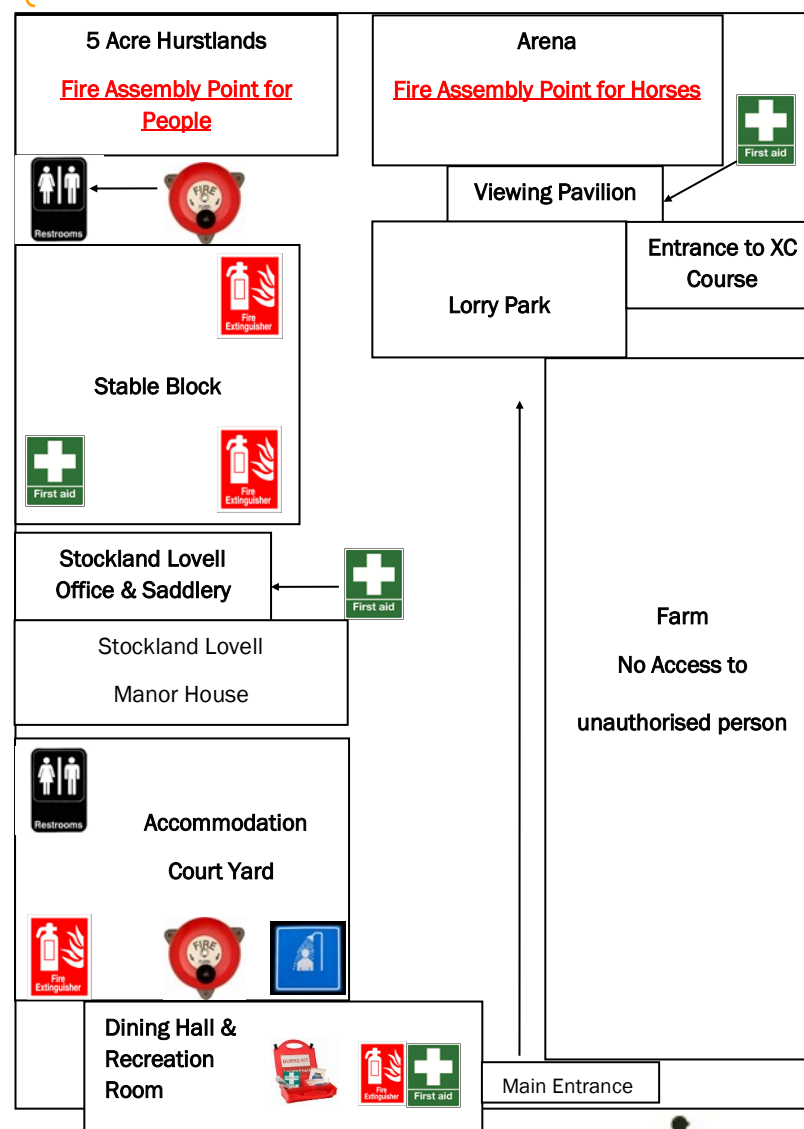 5 Acre Hurstlands
Fire Assembly Point for
People
Arena
Fire Assembly Point for Horses
First aid
Viewing Pavilion
Restrooms
FIRE
Entrance to XC
Course
Lorry Park
Fire
Extinguisher
Stable Block
First aid
Fire
Extinguisher
Stockland Lovell
Office & Saddlery
First aid
Stockland Lovell
Manor House
Farm
No Access to
unauthorised person
Restrooms
Accommodation
Court Yard
Fire
Extinguisher
FIRE
Dining Hall &
Recreation
Room
Fire
Extinguisher
First aid
Main Entrance